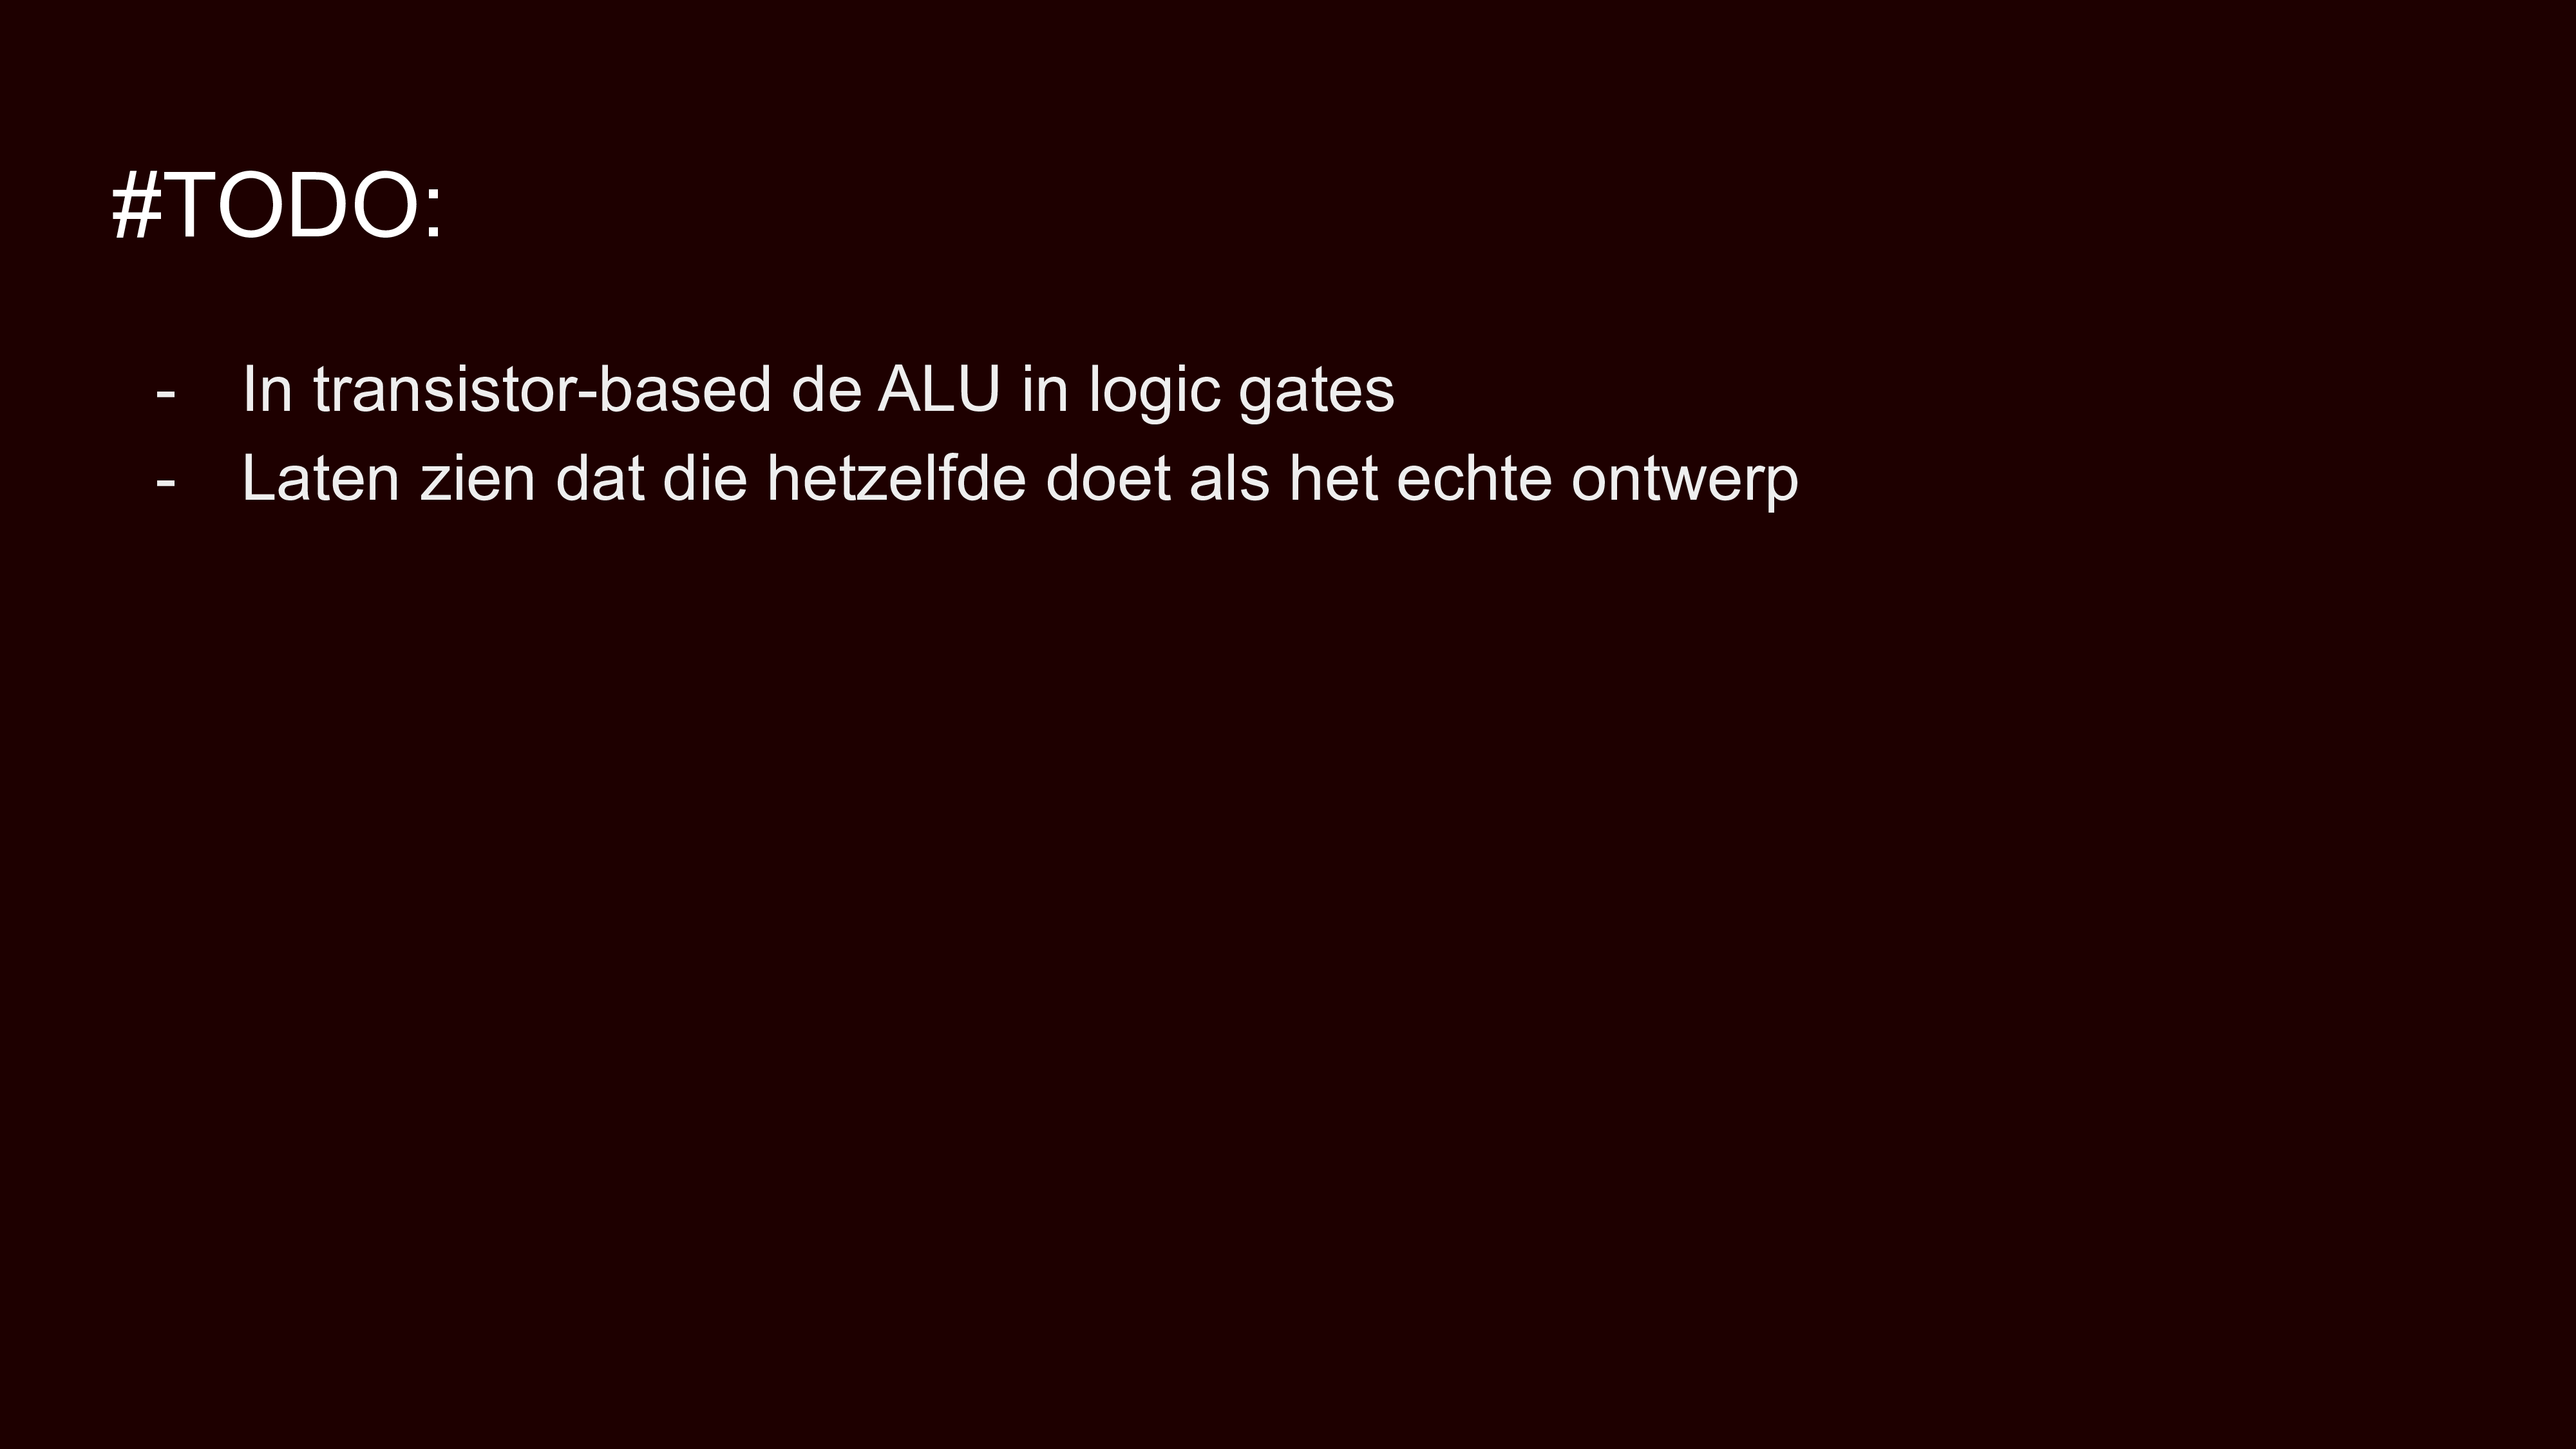 #TODO:
- In transistor-based de ALU in logic gates
- Laten zien dat die hetzelfde doet als het echte ontwerp